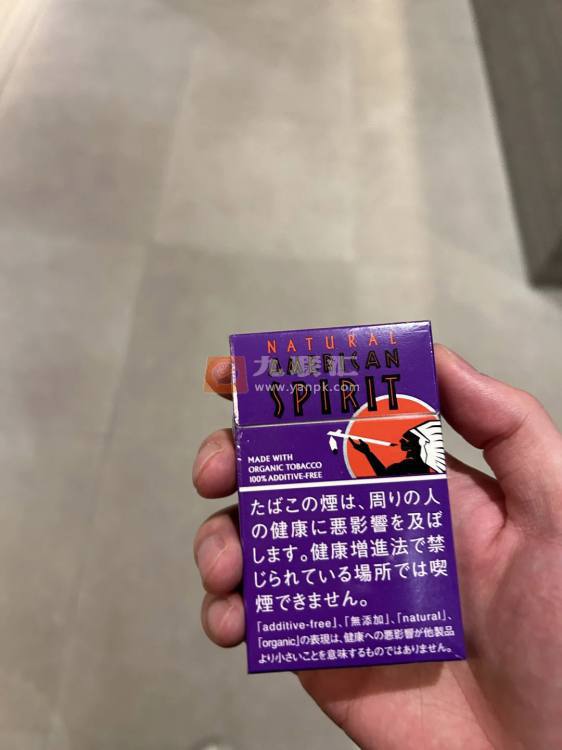 NATURAL
AMERICAN
SPIRIT
九联汇
www.yanpk.com
MADE WITH
ORGANIC TOBACCO
100% ADDITIVE-FREE
たばこの煙は、周りの人
の健康に悪影響を及ぼ
します。健康増進法で禁
じられている場所では喫
煙できません。
「additive-free」、「無添加」、「natural」、
「organic」の表現は、健康への悪影響が他製品
より小さいことを意味するものではありません。